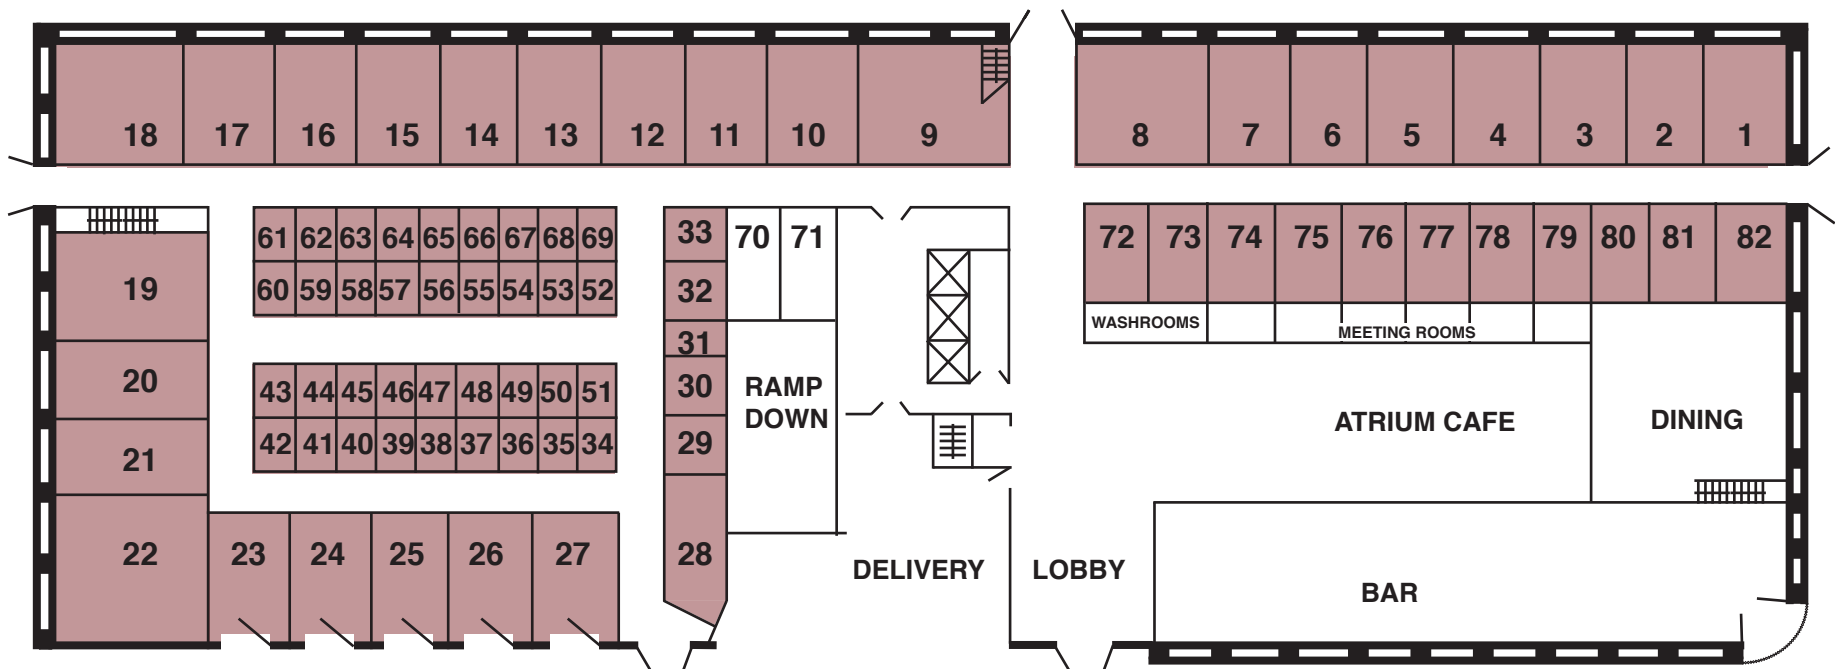 18 17 16 15 14 13 12 11 10 9 8 7 6 5 4 3 2 1
61 62 63 64 65 66 67 68 69 33 70 71 72 73 74 75 76 77 78 79 80 81 82
19 60 59 58 57 56 55 54 53 52 32
WASHROOMS
MEETING ROOMS
31
20 43 44 45 46 47 48 49 50 51 30 RAMP
DOWN ATRIUM CAFE DINING
21 42 41 40 39 38 37 36 35 34 29
22 23 24 25 26 27 28 DELIVERY LOBBY
BAR